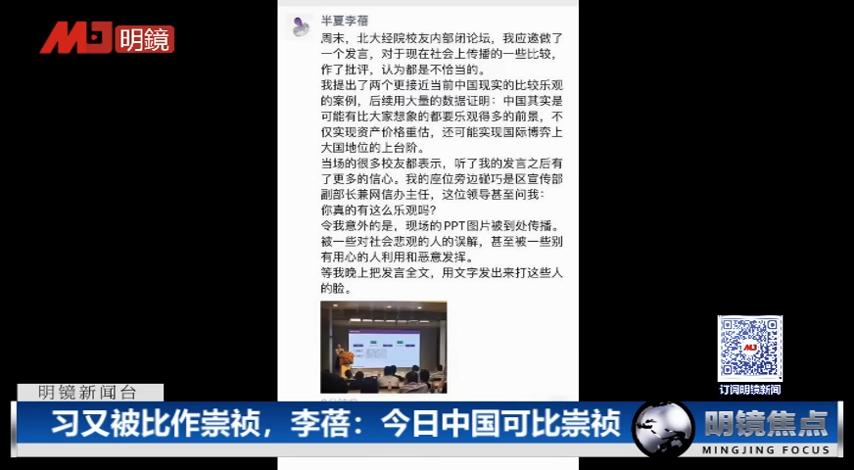 明鏡
半夏李蓓
周末，北大经院校友内部闭论坛，我应邀做了
一个发言，对于现在社会上传播的一些比较，
作了批评，认为都是不恰当的。
我提出了两个更接近当前中国现实的比较乐观
的案例，后续用大量的数据证明：中国其实是
可能有比大家想象的都要乐观得多的前景，不
仅实现资产价格重估，还可能实现国际博弈上
大国地位的上台阶。
当场的很多校友都表示，听了我的发言之后有
了更多的信心。我的座位旁边碰巧是区宣传部
副部长兼网信办主任，这位领导甚至问我：
你真的有这么乐观吗？
令我意外的是，现场的PPT图片被到处传播。
被一些对社会悲观的人的误解，甚至被一些别
有用心的人利用和恶意发挥。
等我晚上把发言全文，用文字发出来打这些人
的脸。
订阅明镜新闻
明镜新闻台
习又被比作崇祯，李蓓：今日中国可比崇祯
明镜焦点
MINGJING FOCUS